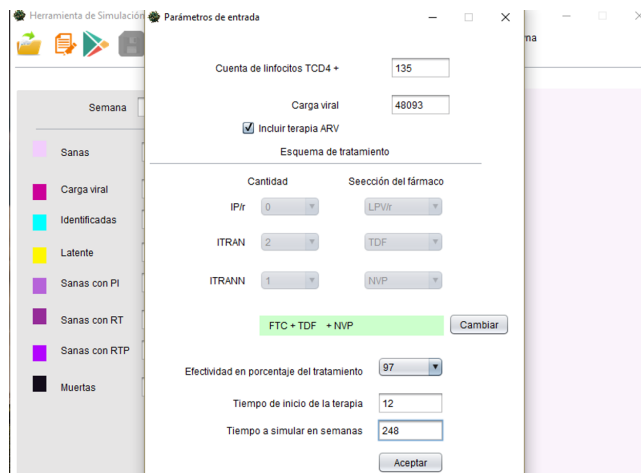 Herramienta de Simulación
Parámetros de entrada
Cuenta de linfocitos TCD4 + 135
Carga viral 48093
Incluir terapia ARV
Esquema de tratamiento
Cantidad Seección del fármaco
IP/r 0 LPV/r
ITRAN 2 TDF
ITRANN 1 NVP
FTC + TDF + NVP Cambiar
Efectividad en porcentaje del tratamiento 97
Tiempo de inicio de la terapia 12
Tiempo a simular en semanas 248
Aceptar
Semana
Sanas
Carga viral
Identificadas
Latente
Sanas con PI
Sanas con RT
Sanas con RTP
Muertas